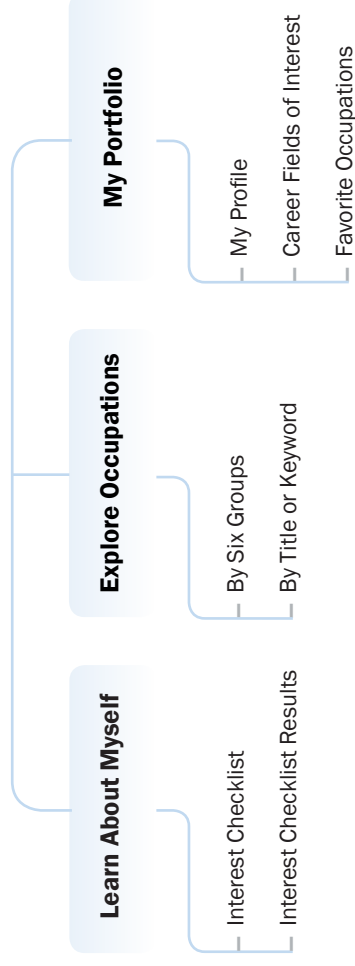 Learn About Myself
Interest Checklist
Interest Checklist Results
Explore Occupations
By Six Groups
By Title or Keyword
My Portfolio
My Profile
Career Fields of Interest
Favorite Occupations